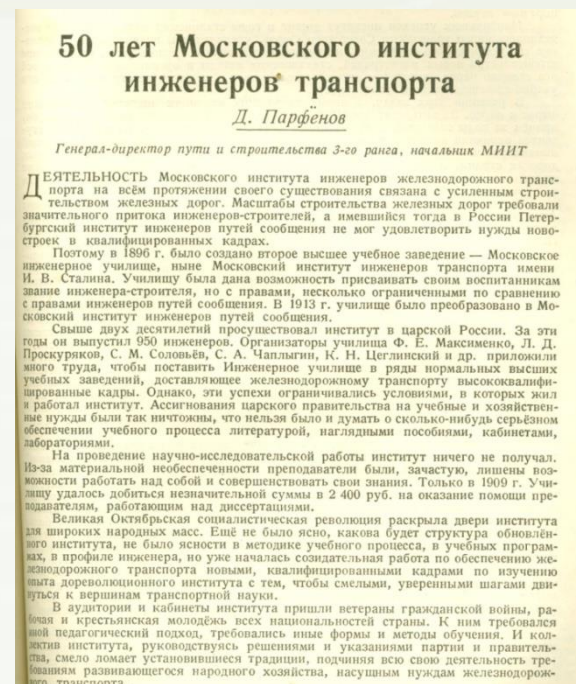 50 лет Московского института
инженеров транспорта
Д. Парфёнов
Генерал-директор пути и строительства 3-го ранга, начальник МИИТ
ДЕЯТЕЛЬНОСТЬ Московского института инженеров железнодорожного транс-
порта на всём протяжении своего существования связана с усиленным строи-
тельством железных дорог. Масштабы строительства железных дорог требовали
значительного притока инженеров-строителей, а имевшийся тогда в России Петер-
бургский институт инженеров путей сообщения не мог удовлетворить нужды ново-
строек в квалифицированных кадрах.
Поэтому в 1896 г. было создано второе высшее учебное заведение — Московское
инженерное училище, ныне Московский институт инженеров транспорта имени
И. В. Сталина. Училищу была дана возможность присваивать своим воспитанникам
звание инженера-строителя, но с правами, несколько ограниченными по сравнению
с правами инженеров путей сообщения. В 1913 г. училище было преобразовано в Мо-
сковский институт инженеров путей сообщения.
Свыше двух десятилетий просуществовал институт в царской России. За эти
годы он выпустил 950 инженеров. Организаторы училища Ф. Е. Максименко, Л. Д.
Проскуряков, С. М. Соловьёв, С. А. Чаплыгин, К. Н. Цеглинский и др. приложили
много труда, чтобы поставить Инженерное училище в ряды нормальных высших
учебных заведений, доставляющее железнодорожному транспорту высококвалифи-
цированные кадры. Однако, эти успехи ограничивались условиями, в которых жил
и работал институт. Ассигнования царского правительства на учебные и хозяйствен-
ные нужды были так ничтожны, что нельзя было и думать о сколько-нибудь серьёзном
обеспечении учебного процесса литературой, наглядными пособиями, кабинетами,
лабораториями.
На проведение научно-исследовательской работы институт ничего не получал.
Из-за материальной необеспеченности преподаватели были, зачастую, лишены воз-
можности работать над собой и совершенствовать свои знания. Только в 1909 г. Учи-
лищу удалось добиться незначительной суммы в 2 400 руб. на оказание помощи пре-
подавателям, работающим над диссертациями.
Великая Октябрьская социалистическая революция раскрыла двери института
для широких народных масс. Ещё не было ясно, какова будет структура обновлён-
ного института, не было ясности в методике учебного процесса, в учебных програм-
мах, в профиле инженера, но уже началась созидательная работа по обеспечению же-
лезнодорожного транспорта новыми, квалифицированными кадрами по изучению
опыта дореволюционного института с тем, чтобы смелыми, уверенными шагами дви-
нуться к вершинам транспортной науки.
В аудитории и кабинеты института пришли ветераны гражданской войны, ра-
бочая и крестьянская молодёжь всех национальностей страны. К ним требовался
иной педагогический подход, требовались иные формы и методы обучения. И кол-
лектив института, руководствуясь решениями и указаниями партии и правитель-
ства, смело ломает установившиеся традиции, подчиняя всю свою деятельность тре-
бованиям развивающегося народного хозяйства, насущным нуждам железнодорож-
ного транспорта.